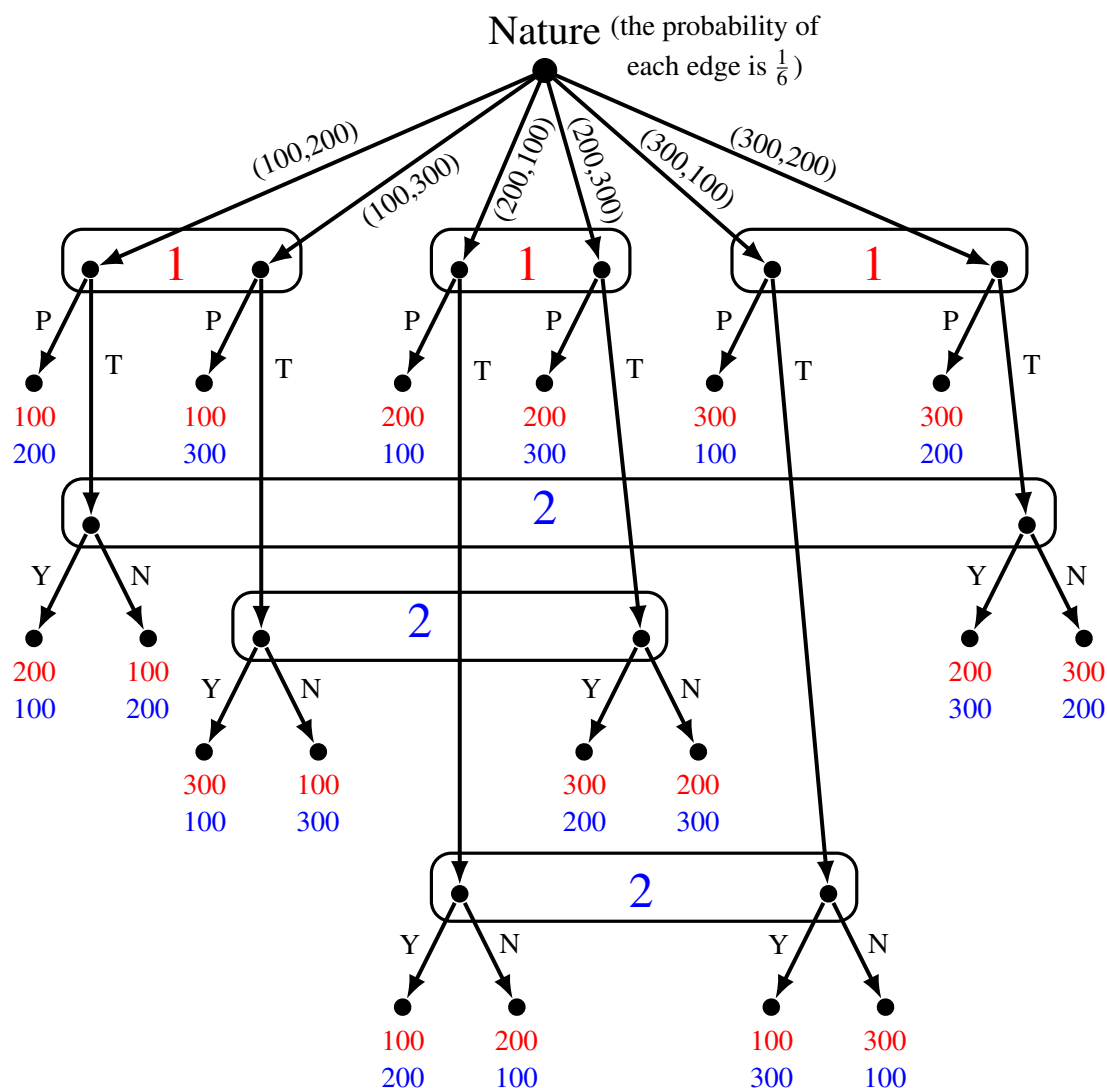 Nature (the probability of
each edge is 1/6)
(100,200)
(100,300)
(200,100)
(200,300)
(300,100)
(300,200)
1 1 1
P P P P P P
T T T T T T
100 100 200 200 300 300
200 300 100 300 100 200
2
Y N Y N
200 100 200 300
100 200 300 200
2
Y N Y N
300 100 300 200
100 300 200 300
2
Y N Y N
100 200 100 300
200 100 300 100